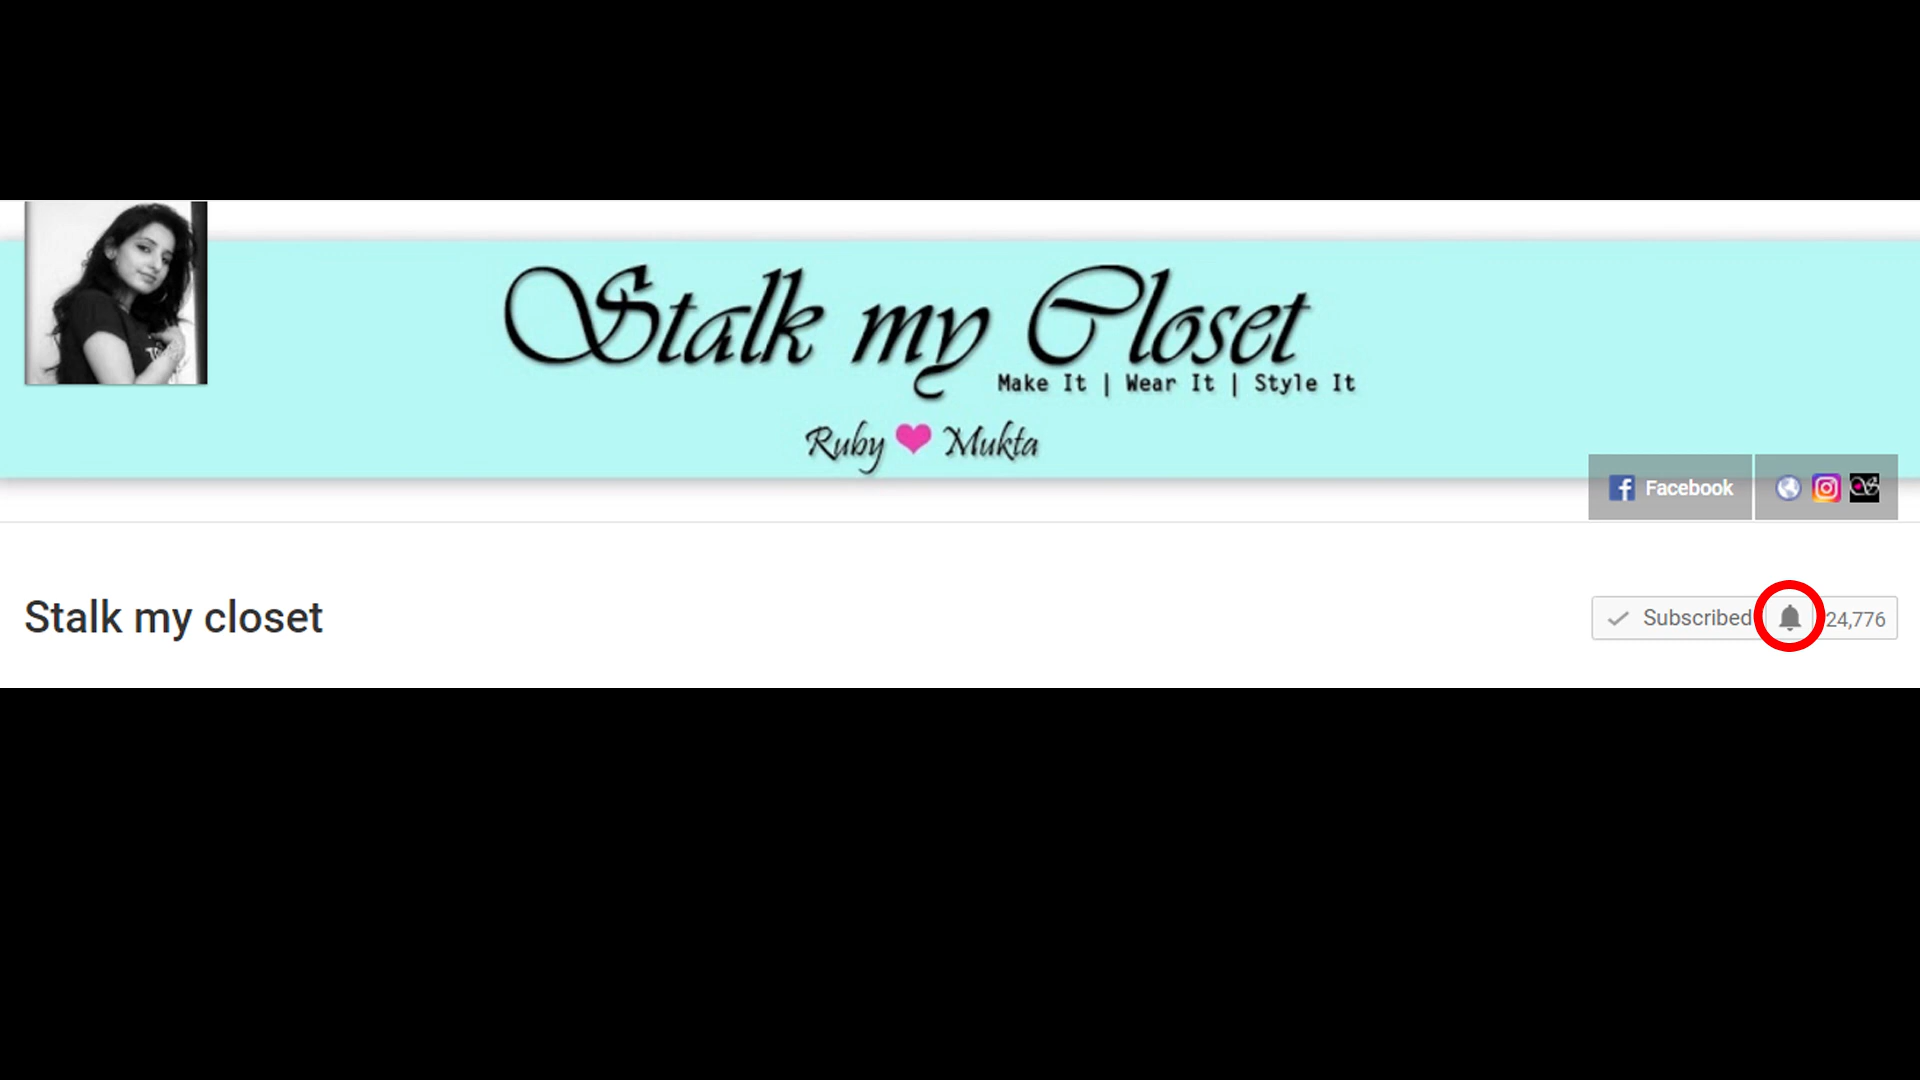 Stalk my Closet
Make It | Wear It | Style It
Ruby ❤ Mukta
Facebook
Stalk my closet
Subscribed 24,776